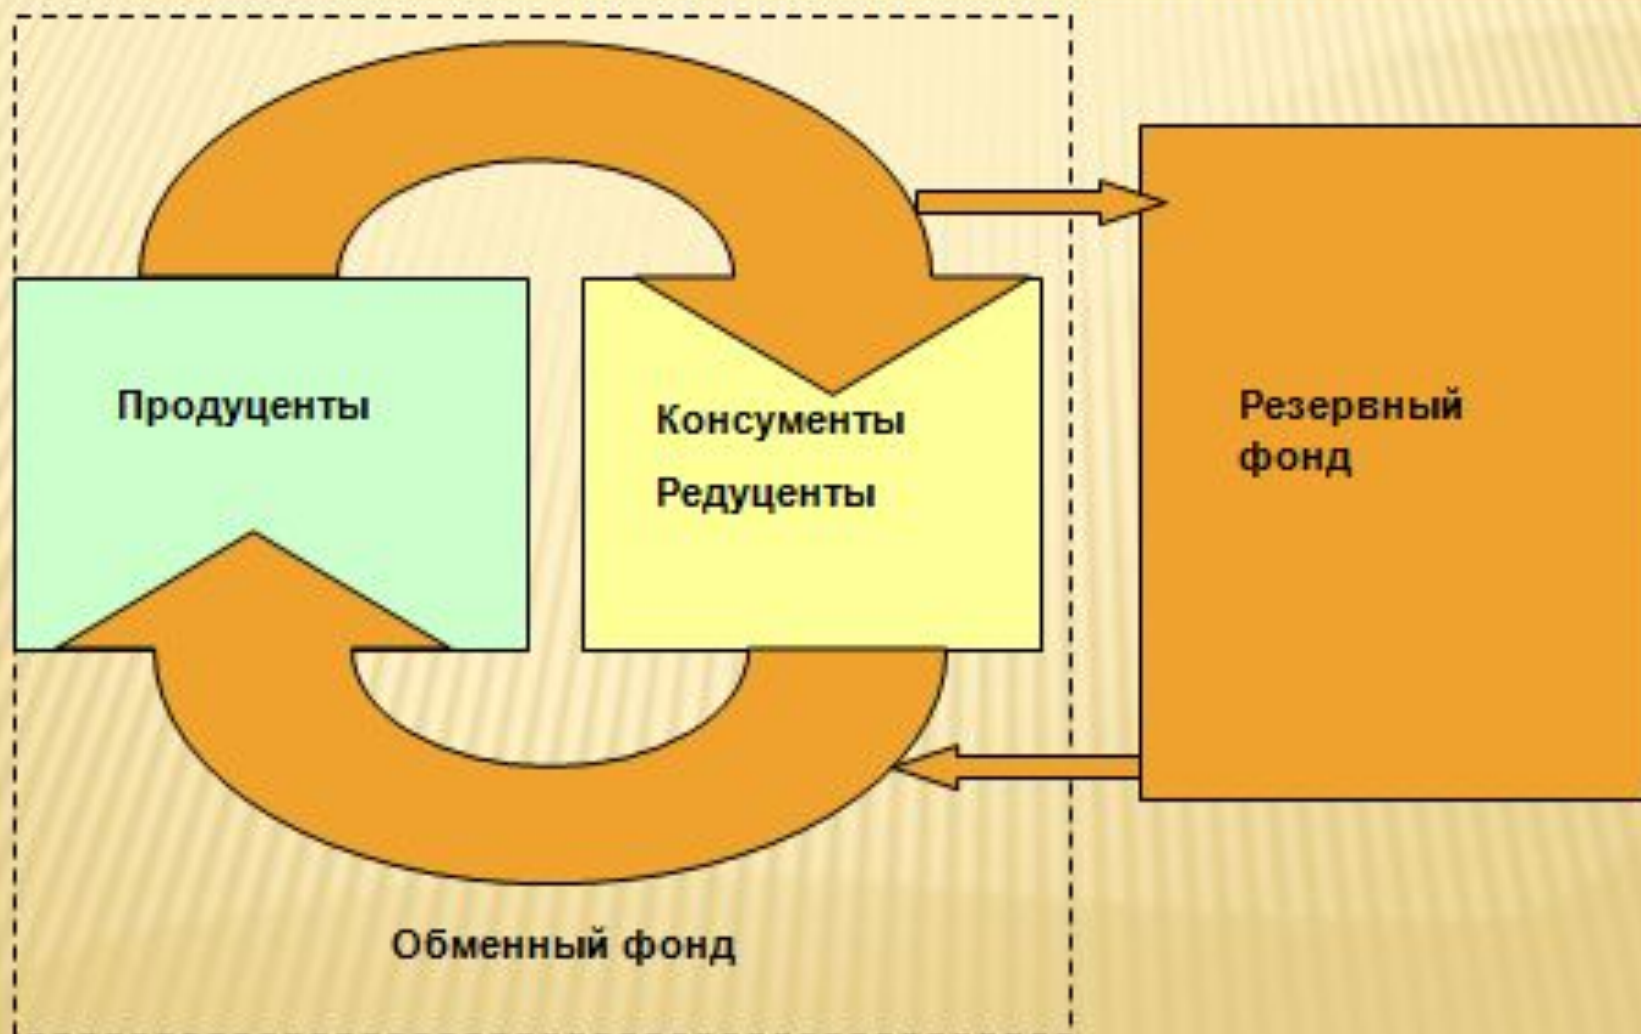 Продуценты
Консументы
Редуценты
Резервный
фонд
Обменный фонд